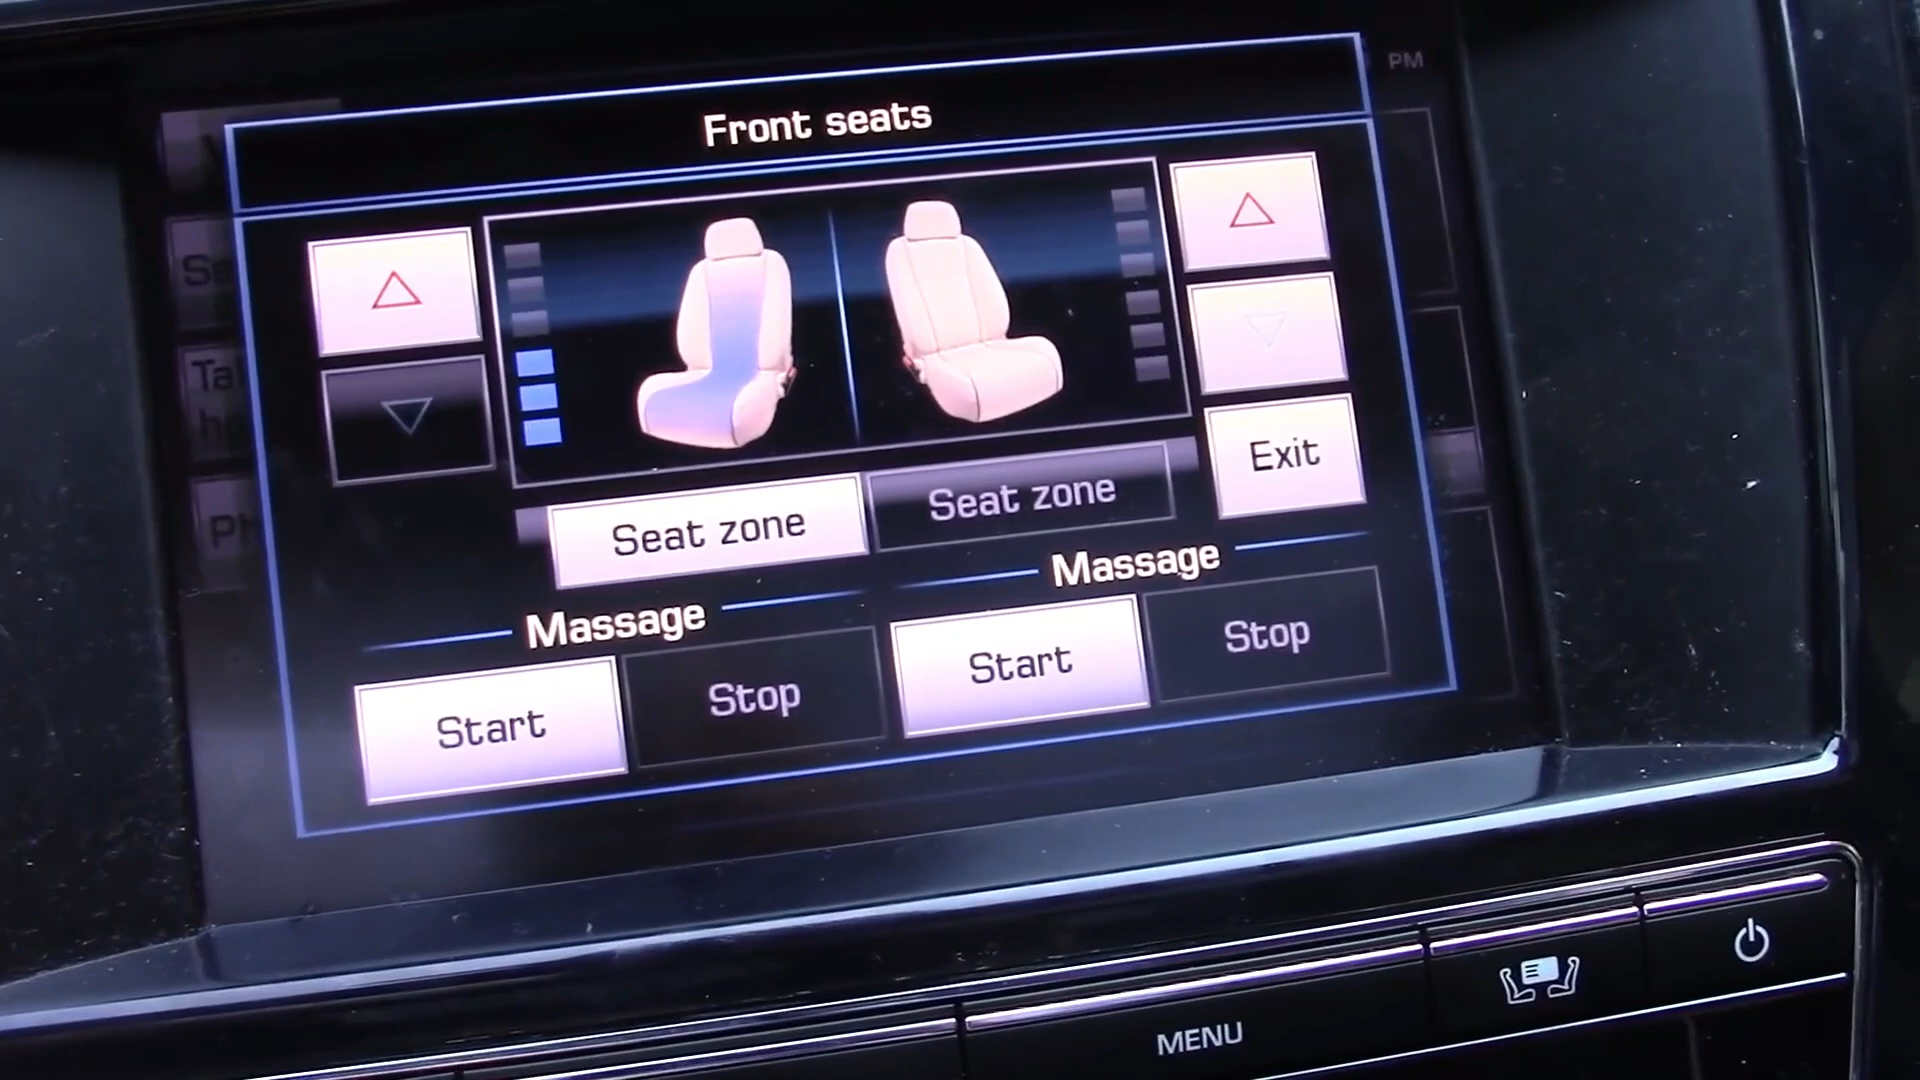 PM
Front seats
Exit
Seat zone
Seat zone
Massage
Massage
Start
Stop
Start
Stop
MENU